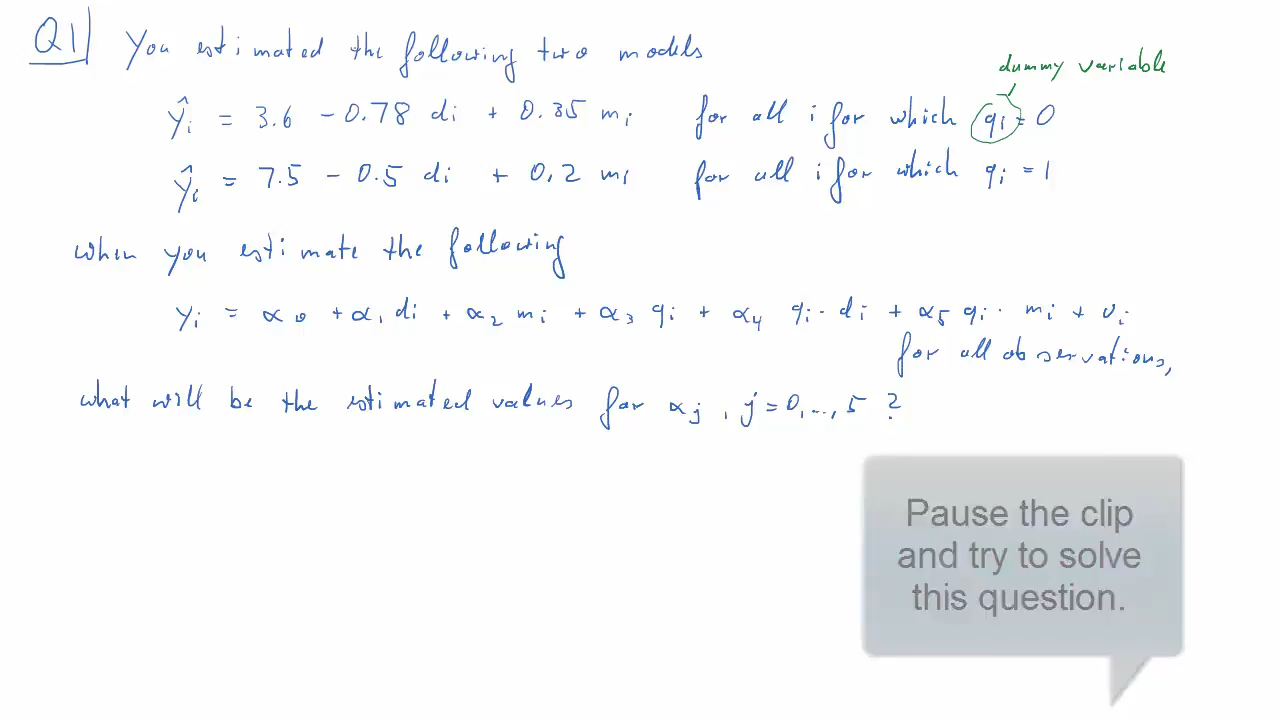 Q1 You estimated the following two models
dummy variable
ŷi = 3.6 - 0.78 di + 0.35 mi for all i for which qi = 0
ŷi = 7.5 - 0.5 di + 0.2 mi for all i for which qi = 1
When you estimate the following
yi = α0 + α1 di + α2 mi + α3 qi + α4 qi · di + α5 qi · mi + υi
for all observations,
what will be the estimated values for αj , j = 0, ..., 5 ?
Pause the clip
and try to solve
this question.